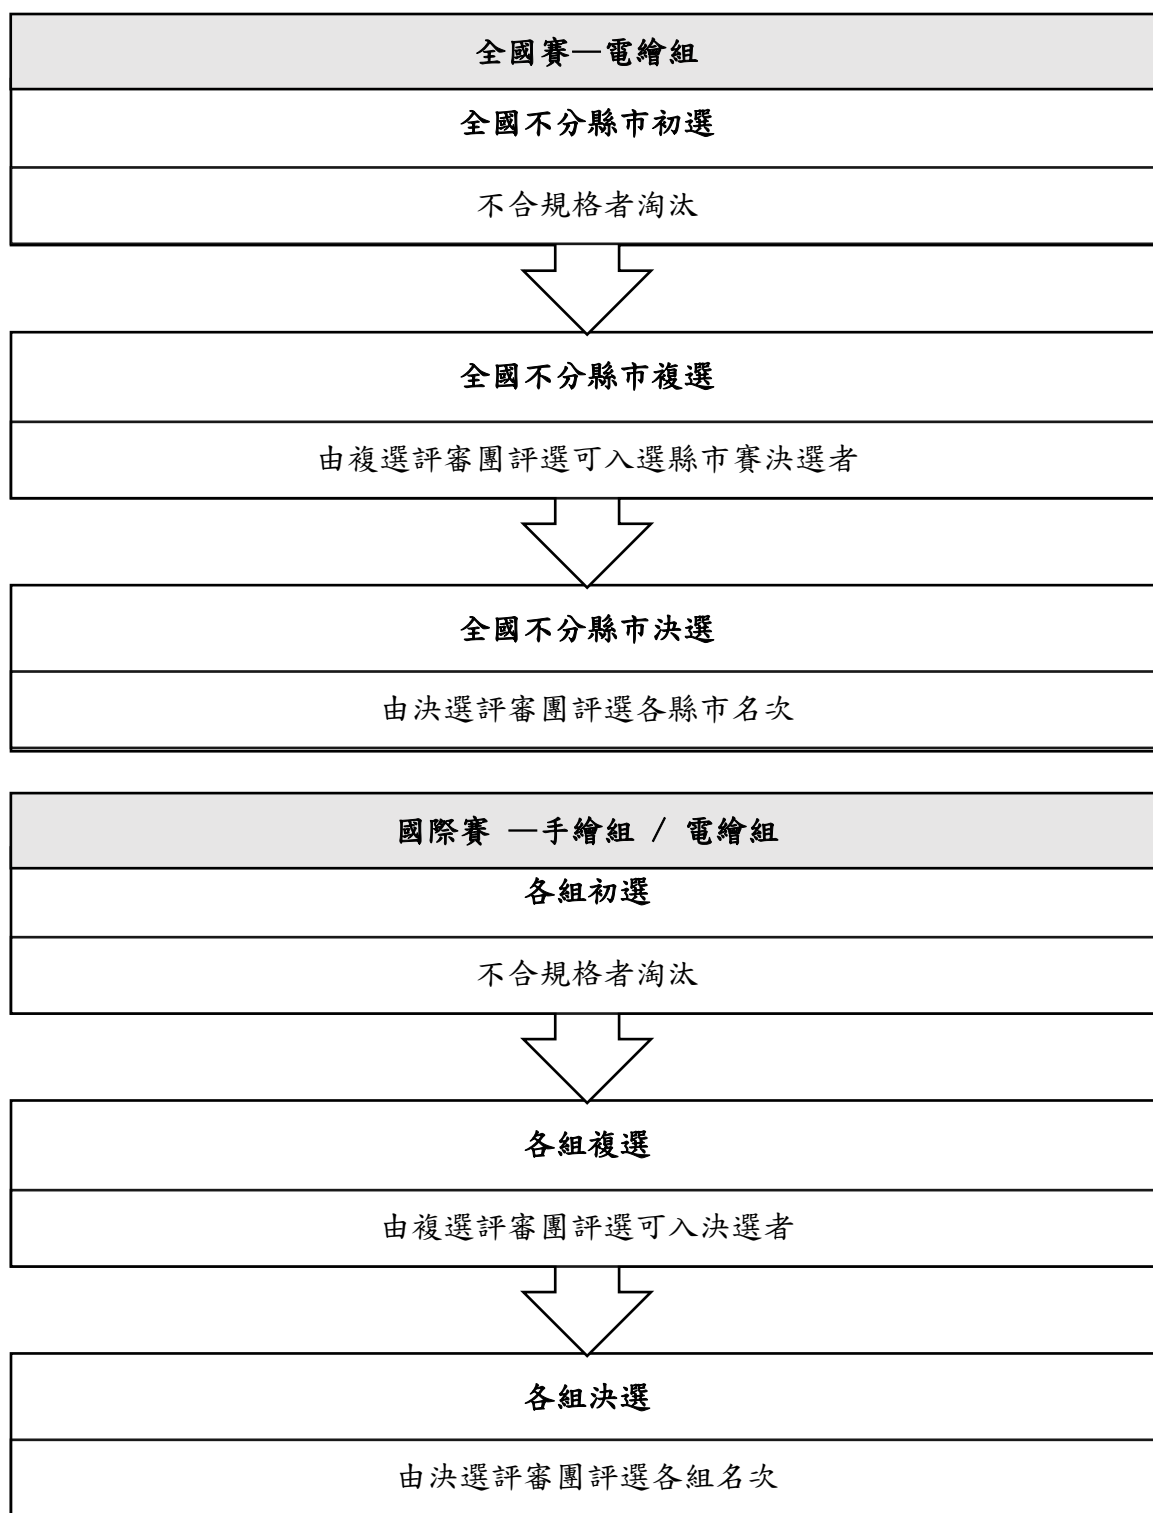 全國賽—電繪組
全國不分縣市初選
不合規格者淘汰
全國不分縣市複選
由複選評審團評選可入選縣市賽決選者
全國不分縣市決選
由決選評審團評選各縣市名次
國際賽 —手繪組 / 電繪組
各組初選
不合規格者淘汰
各組複選
由複選評審團評選可入決選者
各組決選
由決選評審團評選各組名次